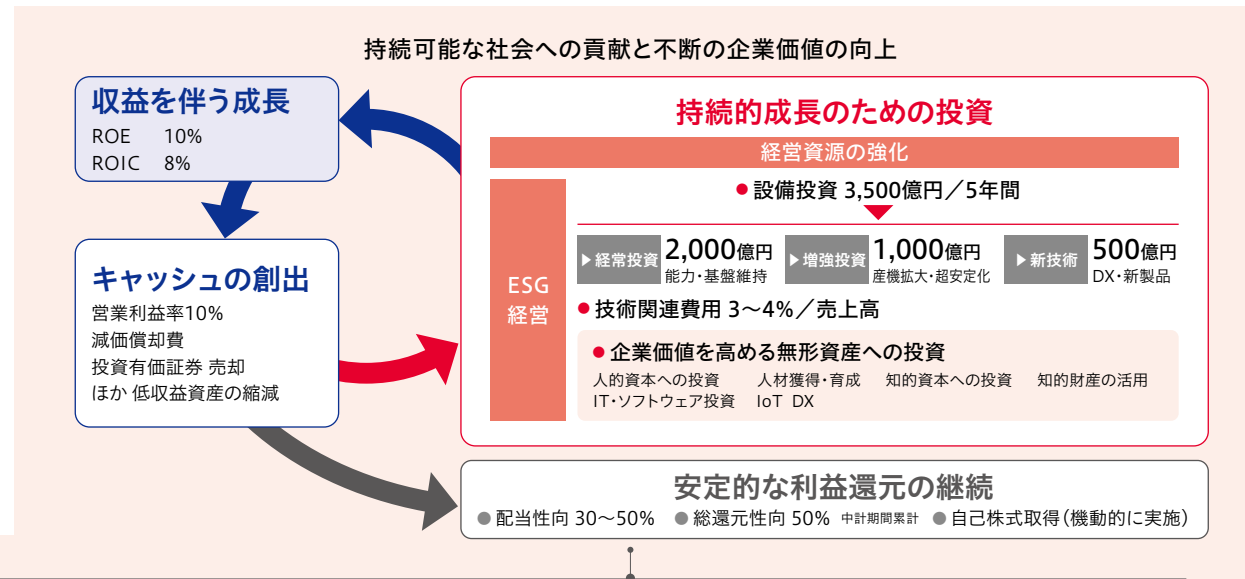 持続可能な社会への貢献と不断の企業価値の向上
収益を伴う成長
ROE 10%
ROIC 8%
キャッシュの創出
営業利益率10%
減価償却費
投資有価証券 売却
ほか 低収益資産の縮減
持続的成長のための投資
経営資源の強化
ESG
経営
●設備投資 3,500億円／5年間
▶経常投資 2,000億円
能力・基盤維持
▶増強投資 1,000億円
産機拡大・超安定化
▶新技術 500億円
DX・新製品
●技術関連費用 3〜4%／売上高
●企業価値を高める無形資産への投資
人的資本への投資 人材獲得・育成 知的資本への投資 知的財産の活用
IT・ソフトウェア投資 IoT DX
安定的な利益還元の継続
●配当性向 30〜50% ●総還元性向 50% 中計期間累計 ●自己株式取得（機動的に実施）